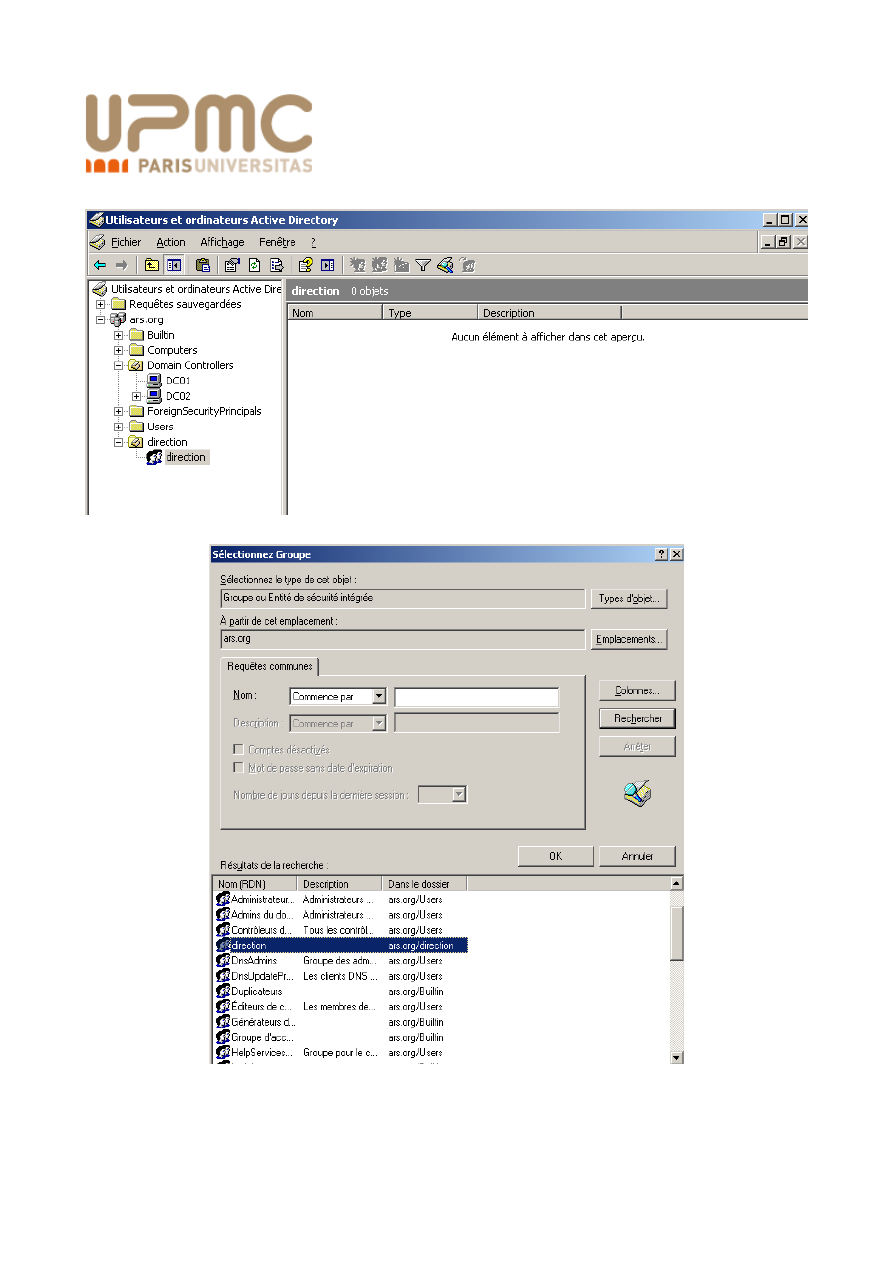 UPMC
PARISUNIVERSITAS
Utilisateurs et ordinateurs Active Directory
Fichier Action Affichage Fenêtre ?
Utilisateurs et ordinateurs Active Dire
Requêtes sauvegardées
ars.org
Builtin
Computers
Domain Controllers
DC01
DC02
ForeignSecurityPrincipals
Users
direction
direction
direction 0 objets
Nom Type Description
Aucun élément à afficher dans cet aperçu.
Sélectionnez Groupe
Sélectionnez le type de cet objet :
Groupe ou Entité de sécurité intégrée Types d'objet...
À partir de cet emplacement :
ars.org Emplacements...
Requêtes communes
Nom : Commence par
Description : Commence par
Comptes désactivés
Mot de passe sans date d'expiration
Nombre de jours depuis la dernière session :
Colonnes...
Rechercher
Arrêter
OK Annuler
Résultats de la recherche :
Nom (RDN) Description Dans le dossier
Administrateur... Administrateurs ... ars.org/Users
Admins du do... Administrateurs ... ars.org/Users
Contrôleurs d... Tous les contrôl... ars.org/Users
direction ars.org/direction
DnsAdmins Groupe des adm... ars.org/Users
DnsUpdatePr... Les clients DNS ... ars.org/Users
Duplicateurs ars.org/Builtin
Éditeurs de c... Les membres de... ars.org/Users
Générateurs d... ars.org/Builtin
Groupe d'acc... ars.org/Builtin
HelpServices... Groupe pour le c... ars.org/Users